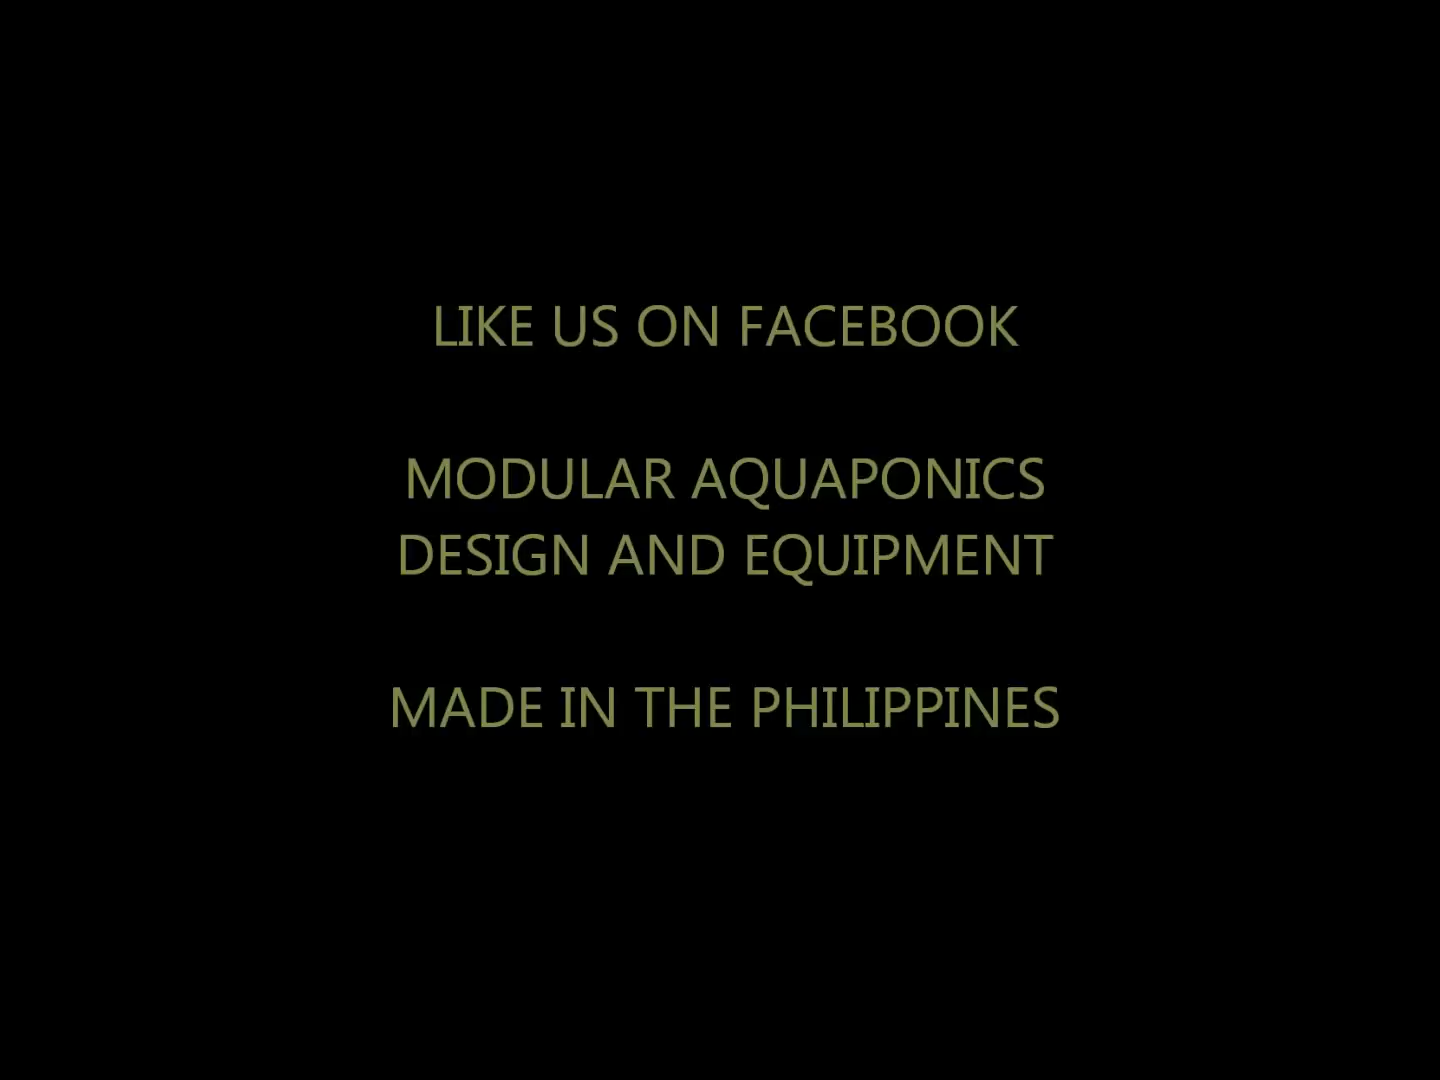 LIKE US ON FACEBOOK
MODULAR AQUAPONICS
DESIGN AND EQUIPMENT
MADE IN THE PHILIPPINES